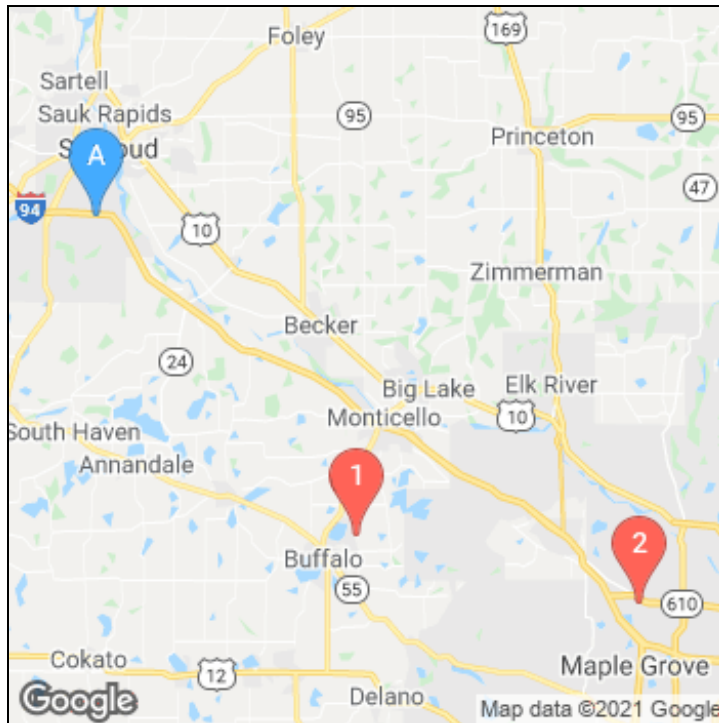 169
Foley
Sartell
Sauk Rapids
95
95
Princeton
A
47
94
10
Zimmerman
Becker
24
Big Lake
Elk River
Monticello
10
South Haven
Annandale
1
2
Buffalo
55
610
Cokato
12
Maple Grove
Delano
Google
Map data ©2021 Google